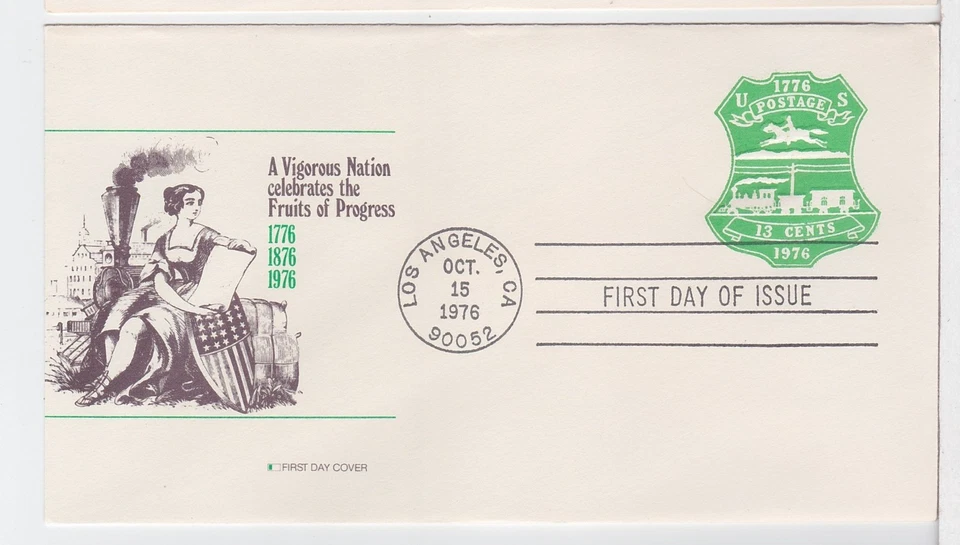 A Vigorous Nation
celebrates the
Fruits of Progress
1776
1876
1976
FIRST DAY COVER
LOS ANGELES, CA
OCT.
15
1976
90052
1776
U S
POSTAGE
13 CENTS
1976
FIRST DAY OF ISSUE